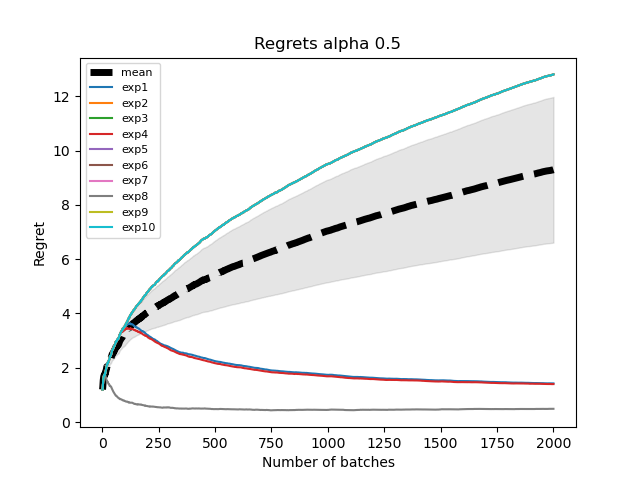 Regrets alpha 0.5
mean
exp1
exp2
exp3
exp4
exp5
exp6
exp7
exp8
exp9
exp10
Regret
12
10
8
6
4
2
0
0 250 500 750 1000 1250 1500 1750 2000
Number of batches